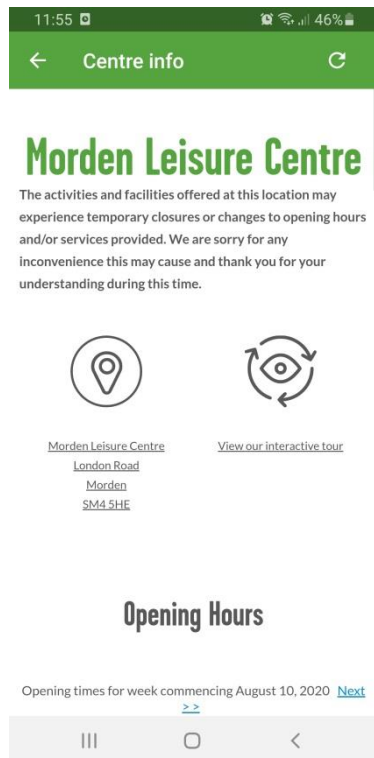 11:55 46%
Centre info
Morden Leisure Centre
The activities and facilities offered at this location may
experience temporary closures or changes to opening hours
and/or services provided. We are sorry for any
inconvenience this may cause and thank you for your
understanding during this time.
Morden Leisure Centre
London Road
Morden
SM4 5HE
View our interactive tour
Opening Hours
Opening times for week commencing August 10, 2020 Next
>>